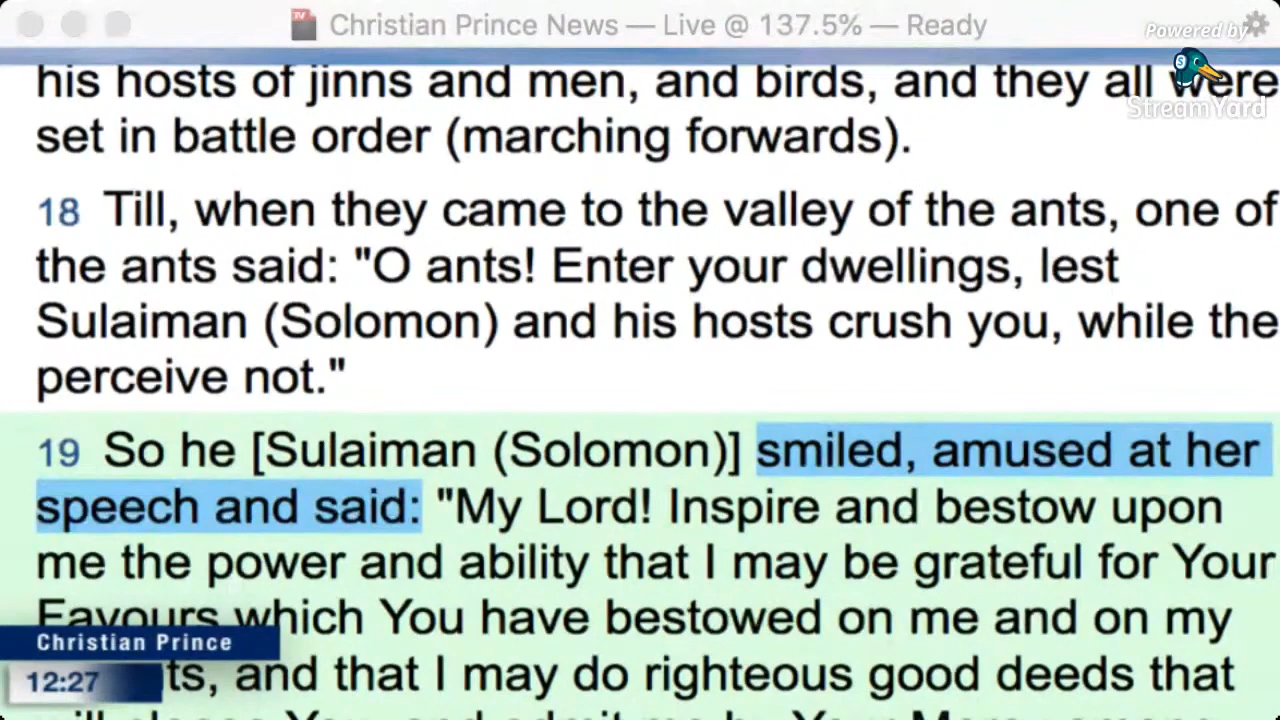 Christian Prince News — Live @ 137.5% — Ready
Powered by
StreamYard
his hosts of jinns and men, and birds, and they all were
set in battle order (marching forwards).
18 Till, when they came to the valley of the ants, one of
the ants said: "O ants! Enter your dwellings, lest
Sulaiman (Solomon) and his hosts crush you, while the
perceive not."
19 So he [Sulaiman (Solomon)] smiled, amused at her
speech and said: "My Lord! Inspire and bestow upon
me the power and ability that I may be grateful for Your
Favours which You have bestowed on me and on my
Christian Prince
ts, and that I may do righteous good deeds that
12:27